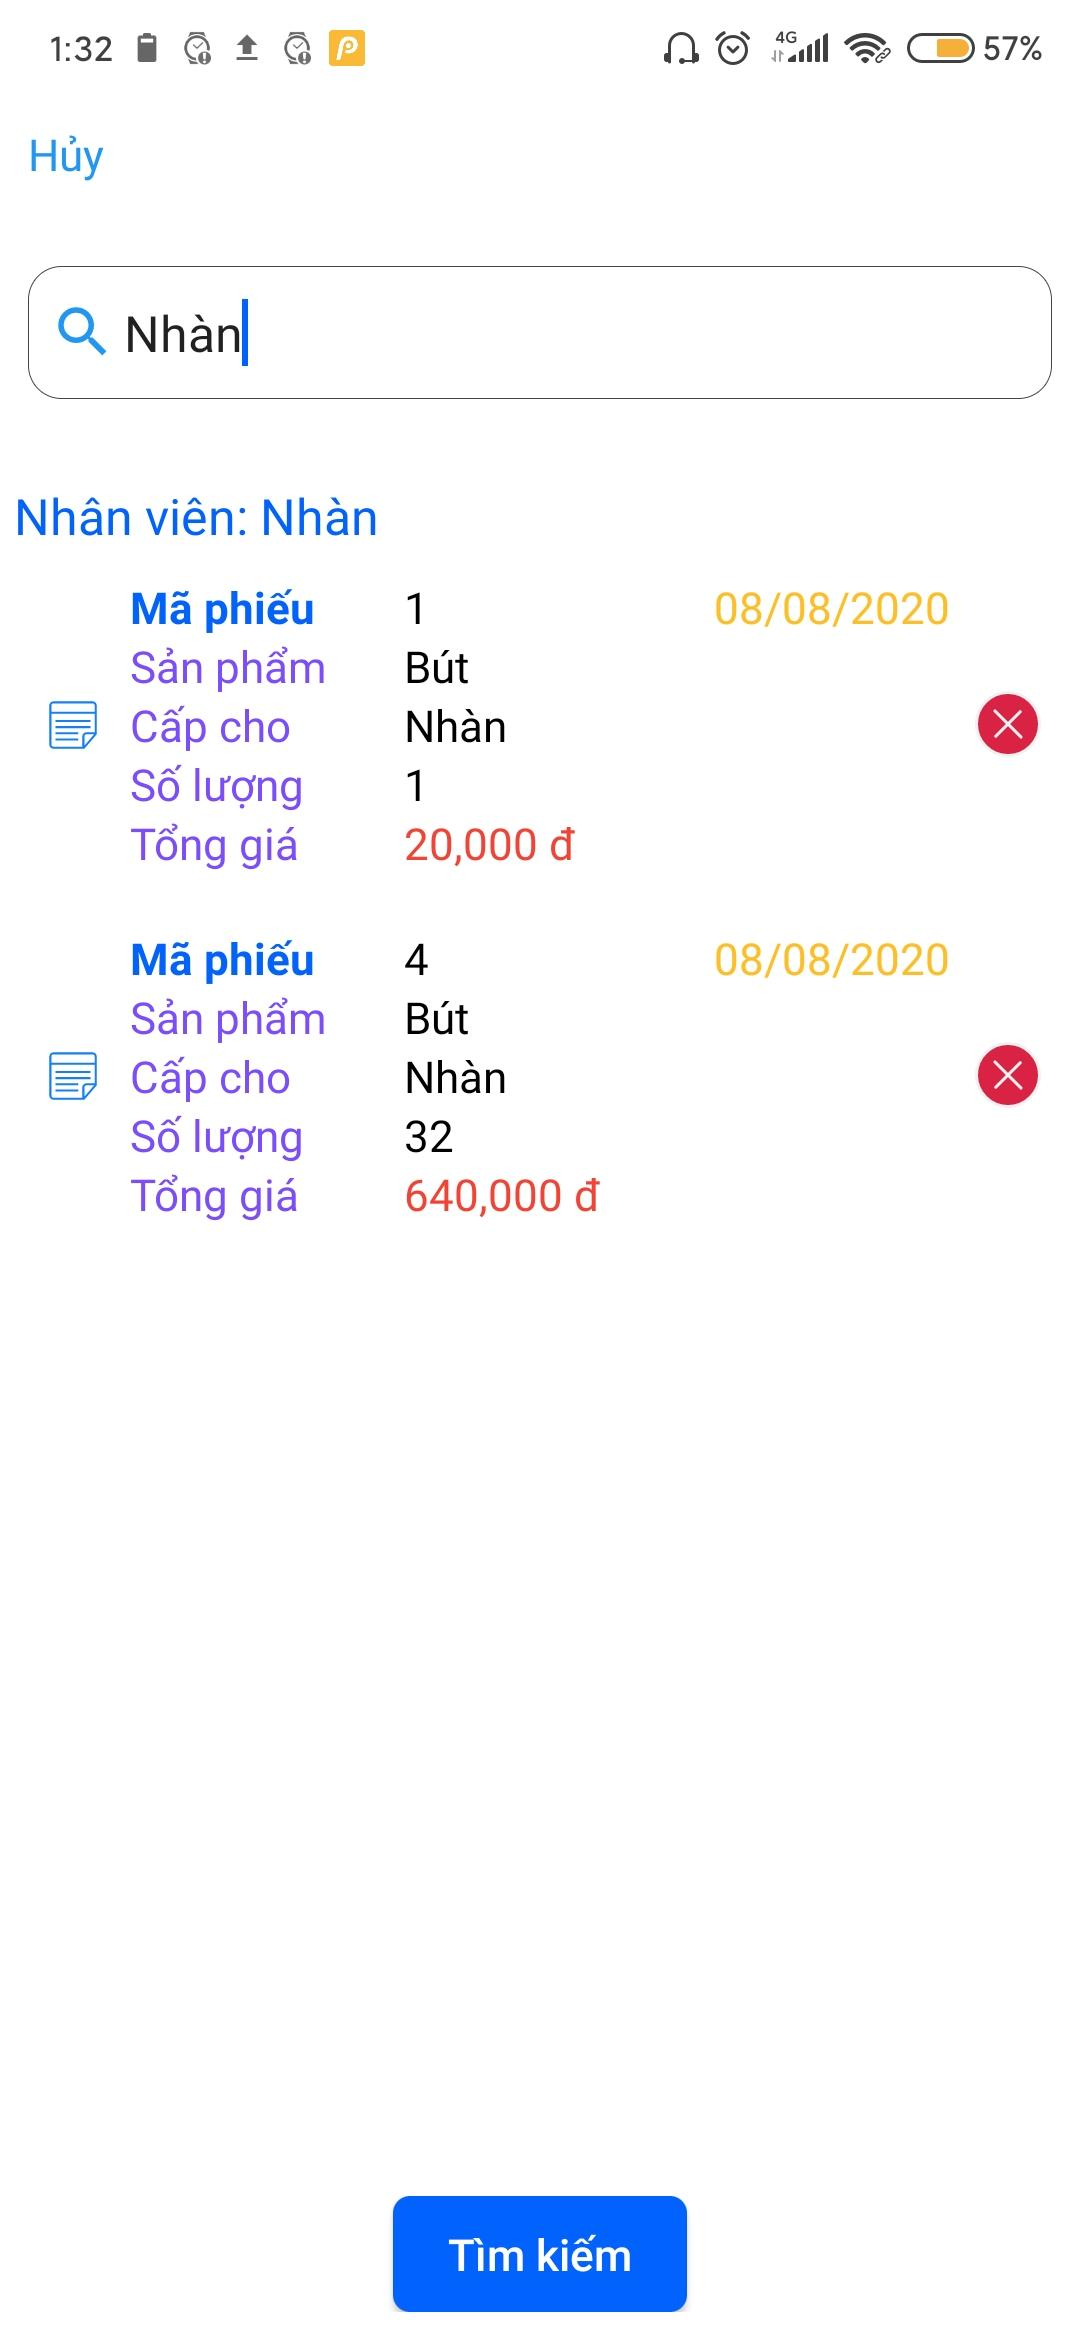 1:32 4G 57%
Hủy
Nhàn
Nhân viên: Nhàn
Mã phiếu 1 08/08/2020
Sản phẩm Bút
Cấp cho Nhàn
Số lượng 1
Tổng giá 20,000 đ
Mã phiếu 4 08/08/2020
Sản phẩm Bút
Cấp cho Nhàn
Số lượng 32
Tổng giá 640,000 đ
Tìm kiếm